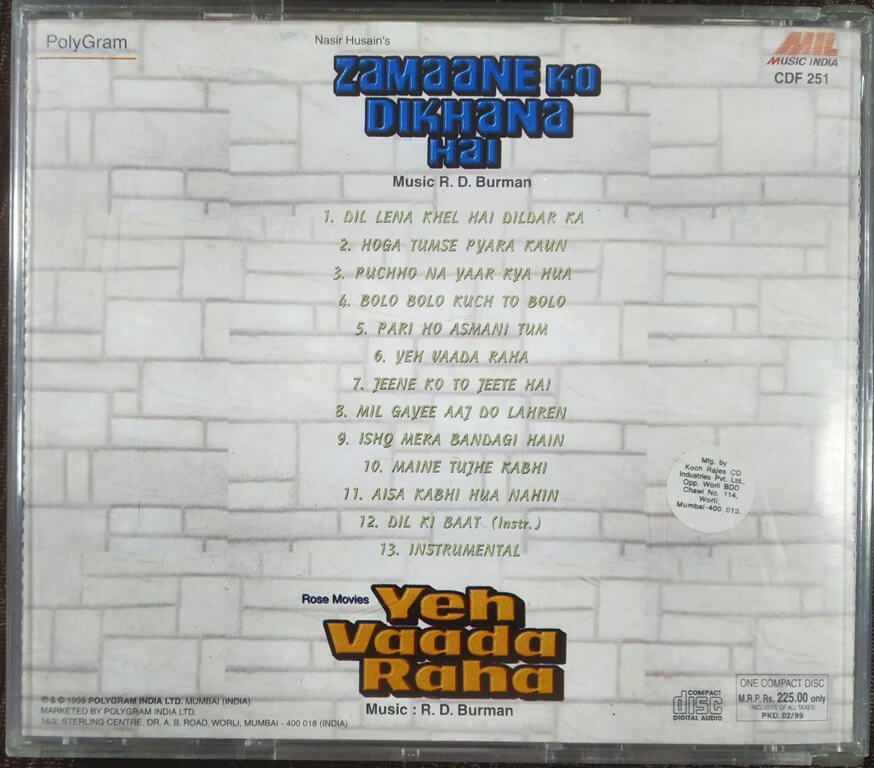 PolyGram
Nasir Husain's
ZAMAANE KO
DIKHANA
HAI
Music R. D. Burman
MIL
MUSIC INDIA
CDF 251
1. DIL LENA KHEL HAI DILDAR KA
2. HOGA TUMSE PYARA KAUN
3. PUCHHO NA YAAR KYA HUA
4. BOLO BOLO KUCH TO BOLO
5. PARI HO ASMANI TUM
6. YEH VAADA RAHA
7. JEENE KO TO JEETE HAI
8. MIL GAYEE AAJ DO LAHREN
9. ISHQ MERA BANDAGI HAIN
10. MAINE TUJHE KABHI
11. AISA KABHI HUA NAHIN
12. DIL KI BAAT (Instr.)
13. INSTRUMENTAL
Mfg. by
Koch Rajes CD
Industries Pvt. Ltd.,
Opp. Worli BDD
Chawl No. 114,
Worli,
Mumbai-400 013.
Rose Movies
Yeh
Vaada
Raha
Music : R. D. Burman
℗ & © 1999 POLYGRAM INDIA LTD. MUMBAI (INDIA)
MARKETED BY POLYGRAM INDIA LTD.
16/2, STERLING CENTRE, DR. A. B. ROAD, WORLI, MUMBAI - 400 018 (INDIA)
COMPACT
disc
DIGITAL AUDIO
ONE COMPACT DISC
M.R.P. Rs. 225.00 only
(INCLUSIVE OF ALL TAXES)
PKD. 02/99